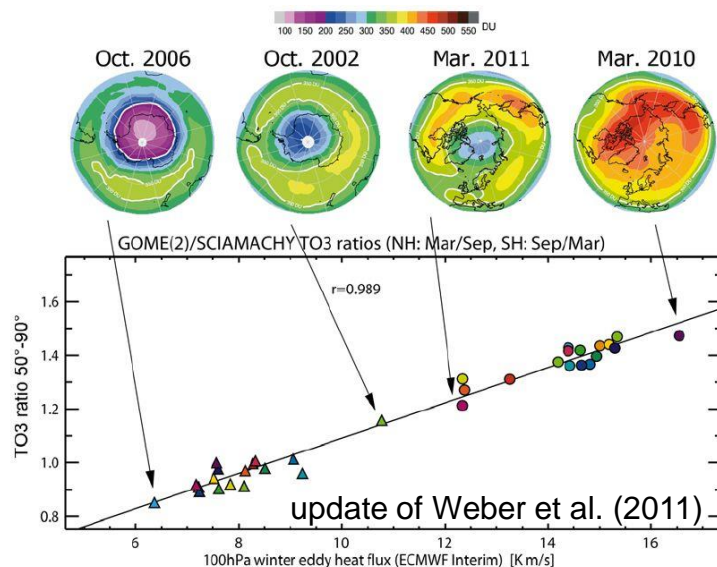 100 150 200 250 300 350 400 450 500 550
DU
Oct. 2006 Oct. 2002 Mar. 2011 Mar. 2010
GOME(2)/SCIAMACHY TO3 ratios (NH: Mar/Sep, SH: Sep/Mar)
r=0.989
TO3 ratio 50°-90°
1.6
1.4
1.2
1.0
0.8
update of Weber et al. (2011)
6 8 10 12 14 16
100hPa winter eddy heat flux (ECMWF Interim) [K m/s]